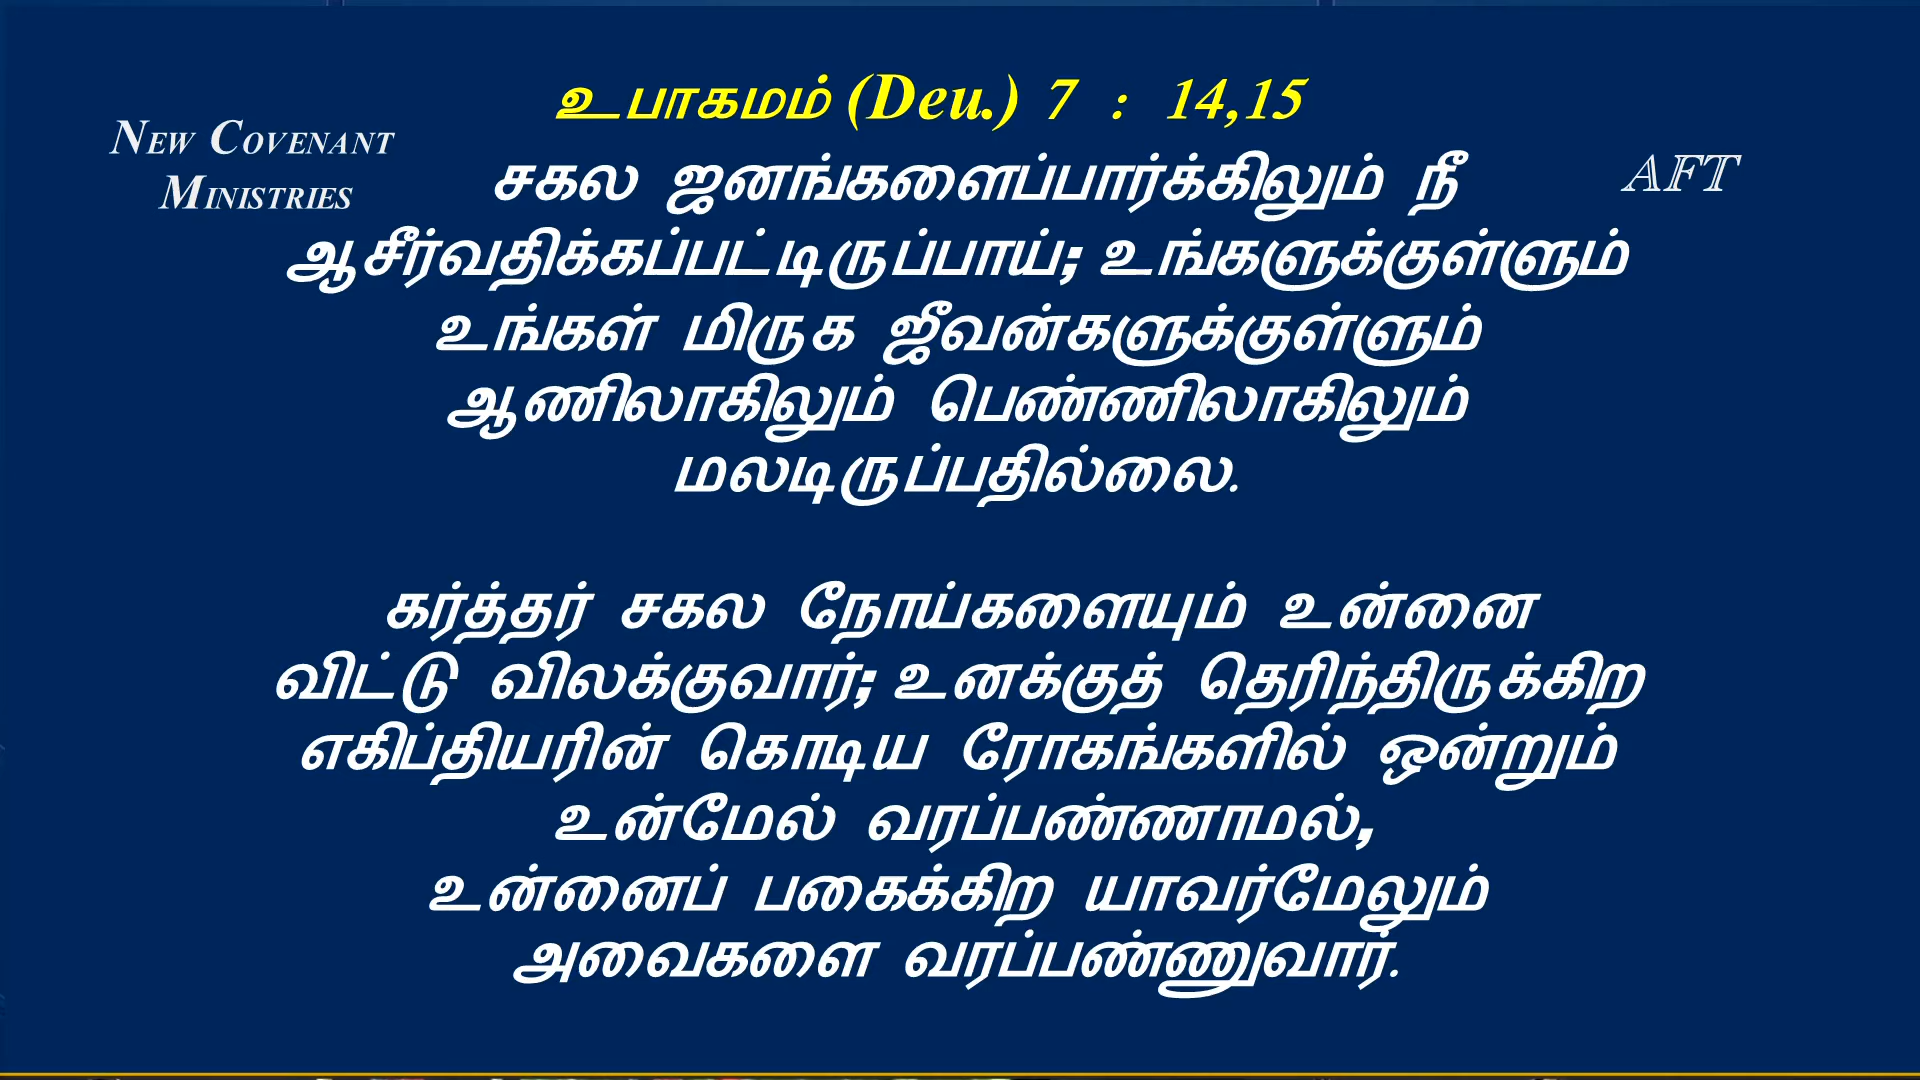 உபாகமம் (Deu.) 7 : 14,15
NEW COVENANT
MINISTRIES
AFT
சகல ஜனங்களைப்பார்க்கிலும் நீ
ஆசீர்வதிக்கப்பட்டிருப்பாய்; உங்களுக்குள்ளும்
உங்கள் மிருக ஜீவன்களுக்குள்ளும்
ஆணிலாகிலும் பெண்ணிலாகிலும்
மலடிருப்பதில்லை.
கர்த்தர் சகல நோய்களையும் உன்னை
விட்டு விலக்குவார்; உனக்குத் தெரிந்திருக்கிற
எகிப்தியரின் கொடிய ரோகங்களில் ஒன்றும்
உன்மேல் வரப்பண்ணாமல்,
உன்னைப் பகைக்கிற யாவர்மேலும்
அவைகளை வரப்பண்ணுவார்.